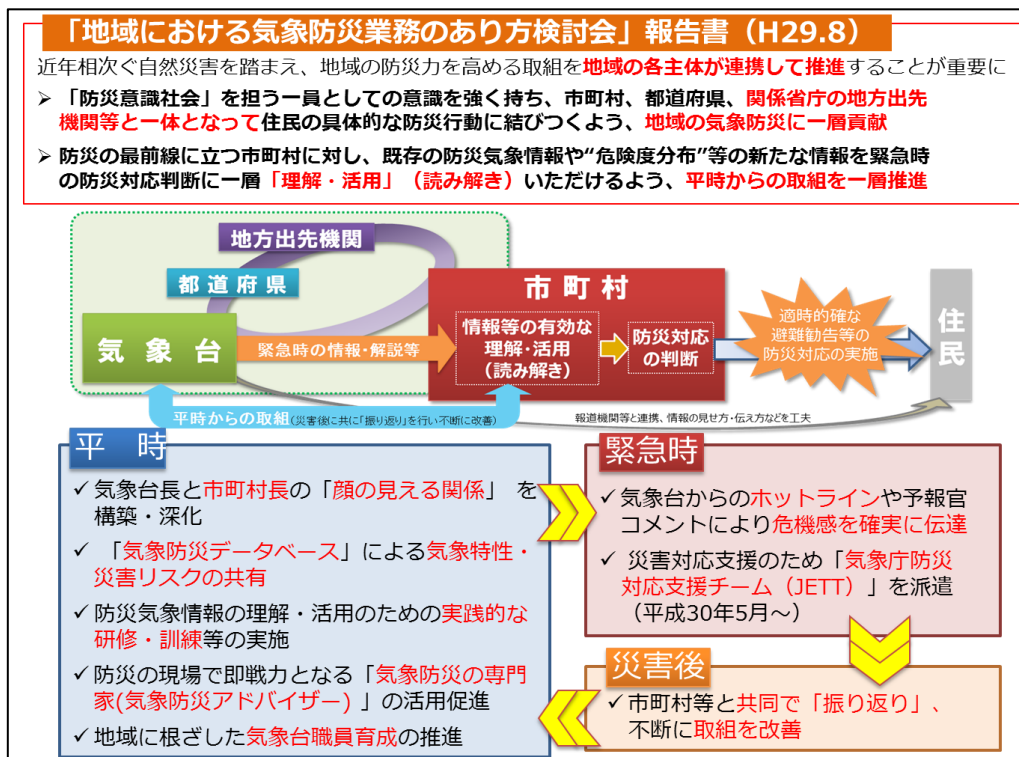 「地域における気象防災業務のあり方検討会」報告書（H29.8）
近年相次ぐ自然災害を踏まえ、地域の防災力を高める取組を地域の各主体が連携して推進することが重要に
➢ 「防災意識社会」を担う一員としての意識を強く持ち、市町村、都道府県、関係省庁の地方出先
機関等と一体となって住民の具体的な防災行動に結びつくよう、地域の気象防災に一層貢献
➢ 防災の最前線に立つ市町村に対し、既存の防災気象情報や“危険度分布”等の新たな情報を緊急時
の防災対応判断に一層「理解・活用」（読み解き）いただけるよう、平時からの取組を一層推進
地方出先機関
都道府県
気象台
緊急時の情報・解説等
市町村
情報等の有効な
理解・活用
（読み解き）
防災対応
の判断
適時的確な
避難勧告等の
防災対応の実施
住民
平時からの取組(災害後に共に「振り返り」を行い不断に改善)
報道機関等と連携、情報の見せ方・伝え方などを工夫
平 時
✓ 気象台長と市町村長の「顔の見える関係」 を
構築・深化
✓ 「気象防災データベース」による気象特性・
災害リスクの共有
✓ 防災気象情報の理解・活用のための実践的な
研修・訓練等の実施
✓ 防災の現場で即戦力となる「気象防災の専門
家(気象防災アドバイザー) 」の活用促進
✓ 地域に根ざした気象台職員育成の推進
緊急時
✓ 気象台からのホットラインや予報官
コメントにより危機感を確実に伝達
✓ 災害対応支援のため「気象庁防災
対応支援チーム（JETT）」を派遣
（平成30年5月～）
災害後
✓ 市町村等と共同で「振り返り」、
不断に取組を改善